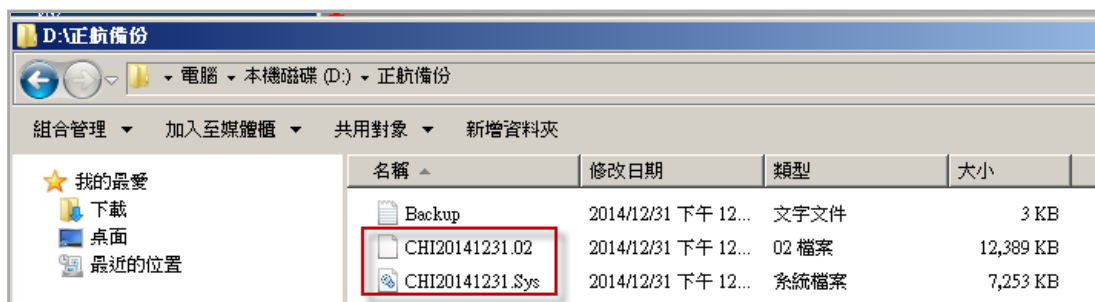 D:\正航備份
電腦 本機磁碟 (D:) 正航備份
組合管理 加入至媒體櫃 共用對象 新增資料夾
我的最愛
下載
桌面
最近的位置
名稱 修改日期 類型 大小
Backup 2014/12/31 下午 12... 文字文件 3 KB
CHI20141231.02 2014/12/31 下午 12... 02 檔案 12,389 KB
CHI20141231.Sys 2014/12/31 下午 12... 系統檔案 7,253 KB